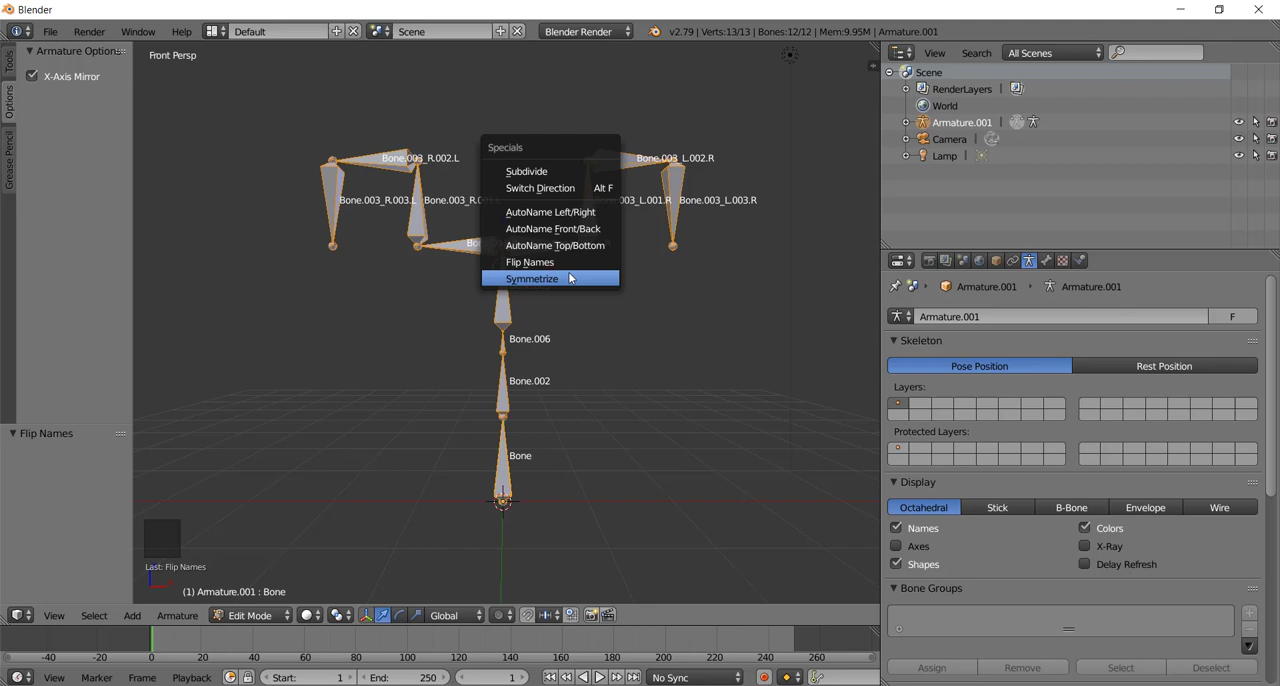 Blender
File Render Window Help Default Scene Blender Render v2.79 | Verts:13/13 | Bones:12/12 | Mem:9.95M | Armature.001
Tools
Options
Grease Pencil
Armature Options
X-Axis Mirror
Flip Names
Front Persp
Bone.003_R.002.L
Bone.003_L.002.R
Bone.003_R.003.L
Bone.003_L.001.R
Bone.003_L.003.R
Specials
Subdivide
Switch Direction Alt F
AutoName Left/Right
AutoName Front/Back
AutoName Top/Bottom
Flip Names
Symmetrize
Bone.006
Bone.002
Bone
Last: Flip Names
(1) Armature.001 : Bone
View Select Add Armature Edit Mode Global
-40 -20 0 20 40 60 80 100 120 140 160 180 200 220 240 260
View Marker Frame Playback Start: 1 End: 250 1 No Sync
View Search All Scenes
Scene
RenderLayers |
World
Armature.001 |
Camera |
Lamp |
Armature.001 Armature.001
Armature.001 F
Skeleton
Pose Position Rest Position
Layers:
Protected Layers:
Display
Octahedral Stick B-Bone Envelope Wire
Names Colors
Axes X-Ray
Shapes Delay Refresh
Bone Groups
Assign Remove Select Deselect